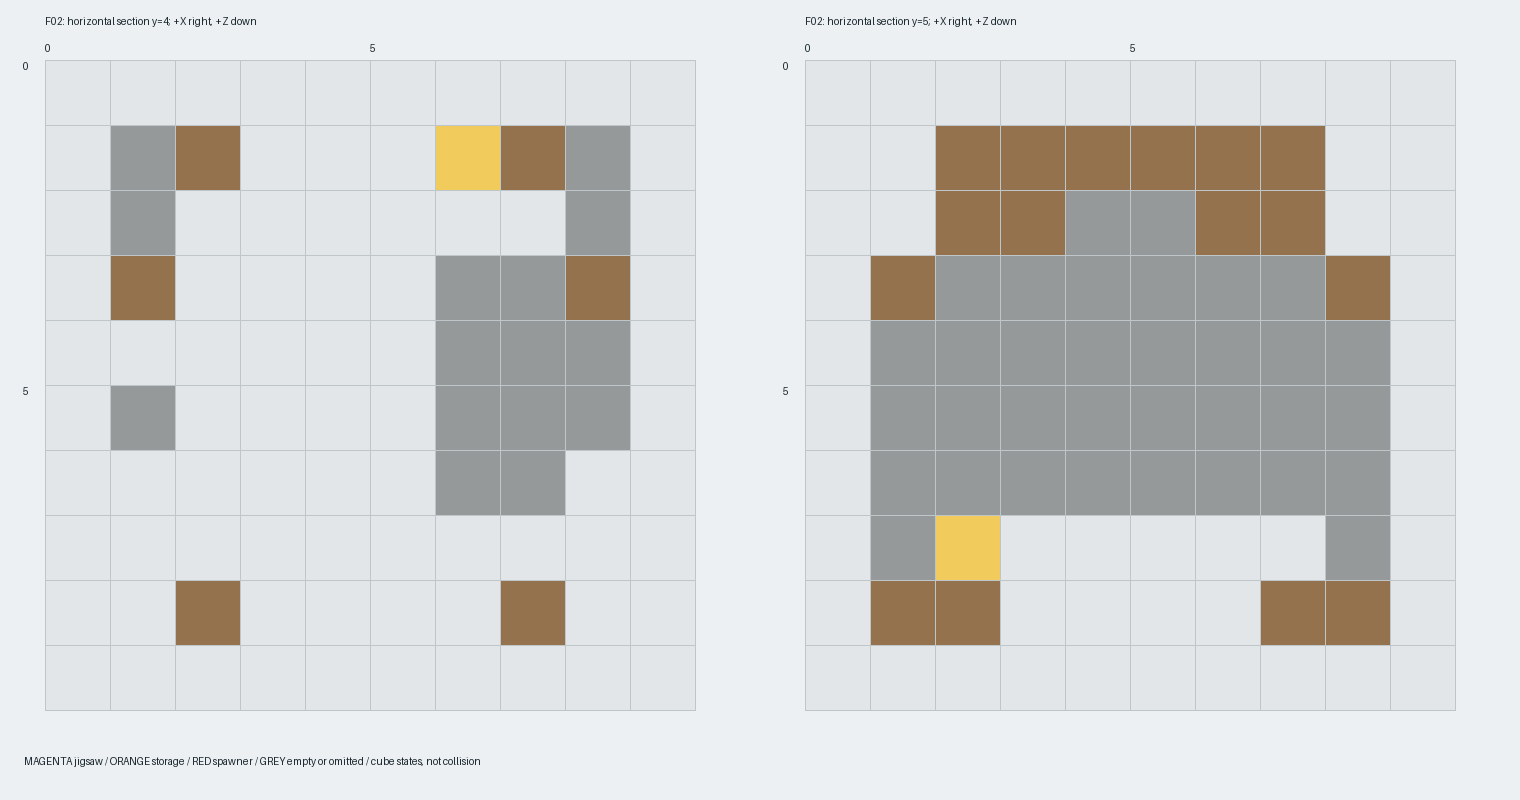 F02: horizontal section y=4; +X right, +Z down
0 5
0
5
F02: horizontal section y=5; +X right, +Z down
0 5
0
5
MAGENTA jigsaw / ORANGE storage / RED spawner / GREY empty or omitted / cube states, not collision